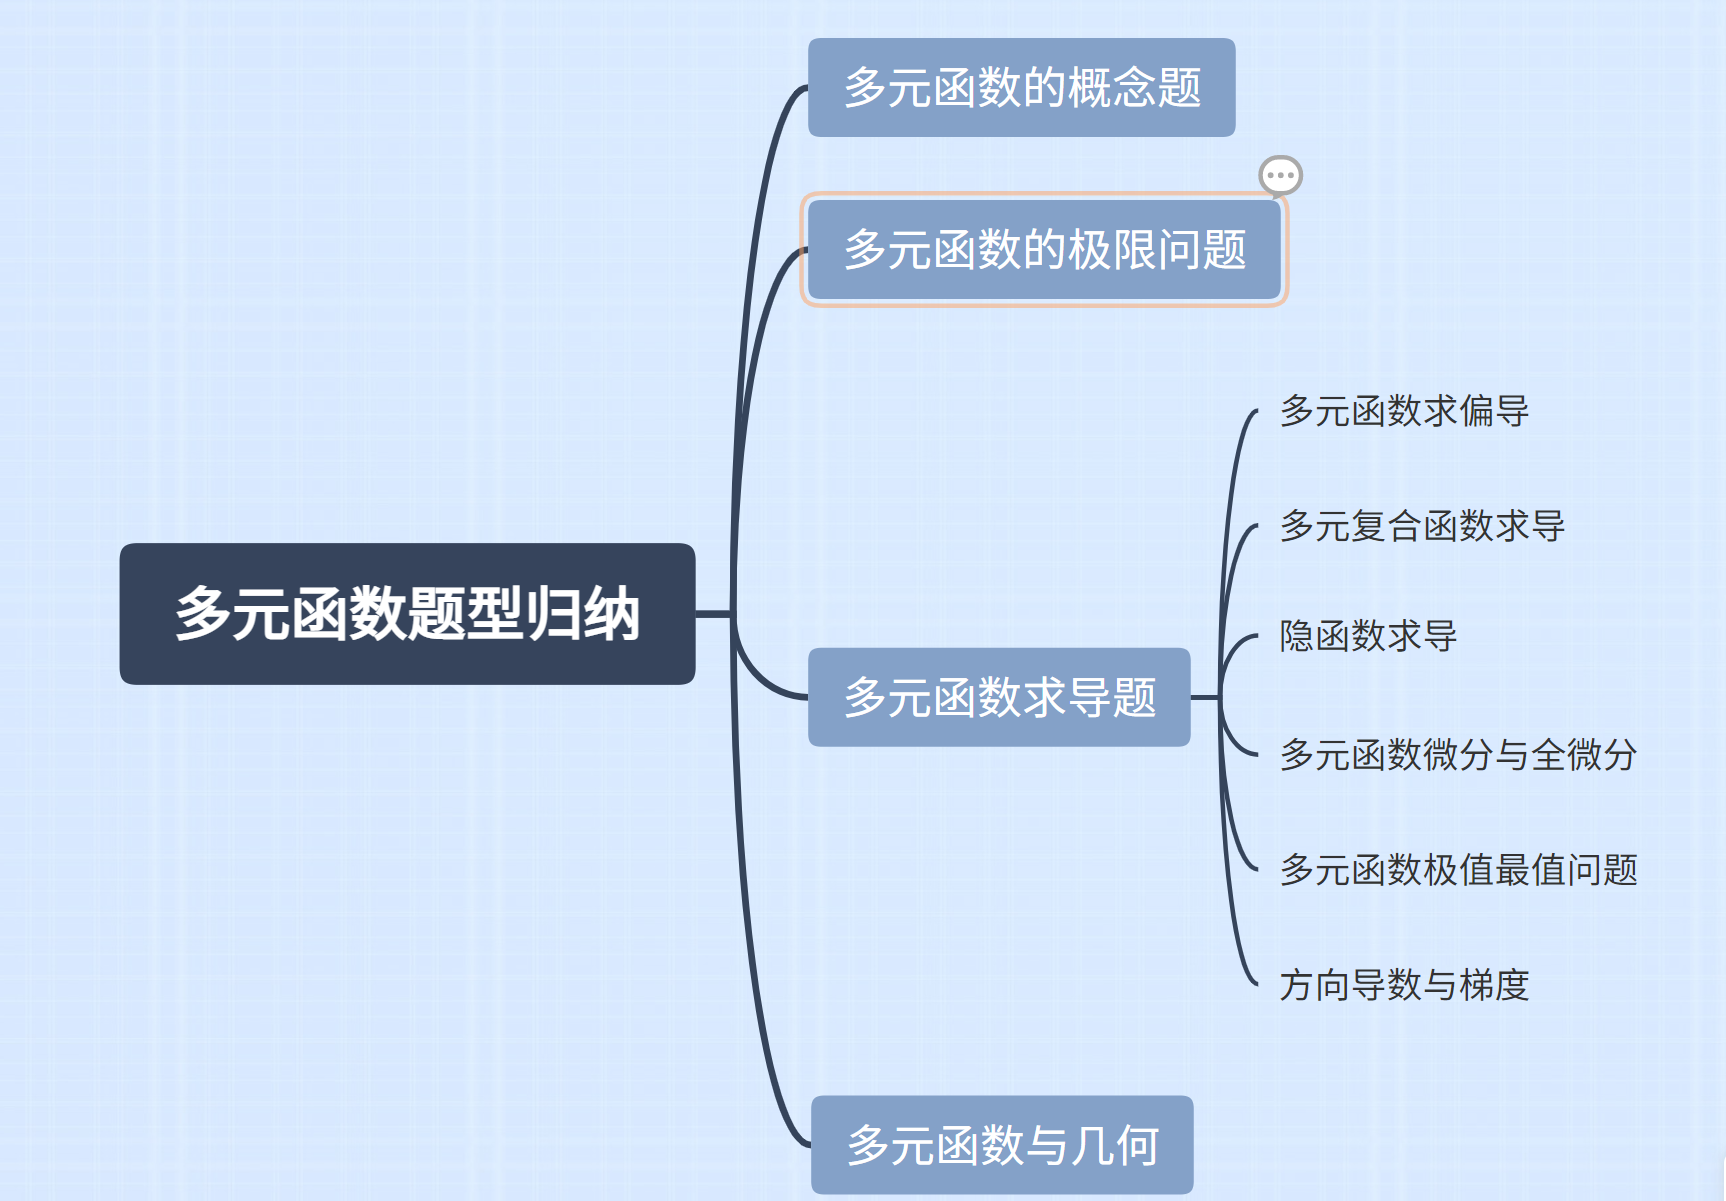 多元函数的概念题
多元函数的极限问题
多元函数求偏导
多元复合函数求导
多元函数题型归纳
隐函数求导
多元函数求导题
多元函数微分与全微分
多元函数极值最值问题
方向导数与梯度
多元函数与几何